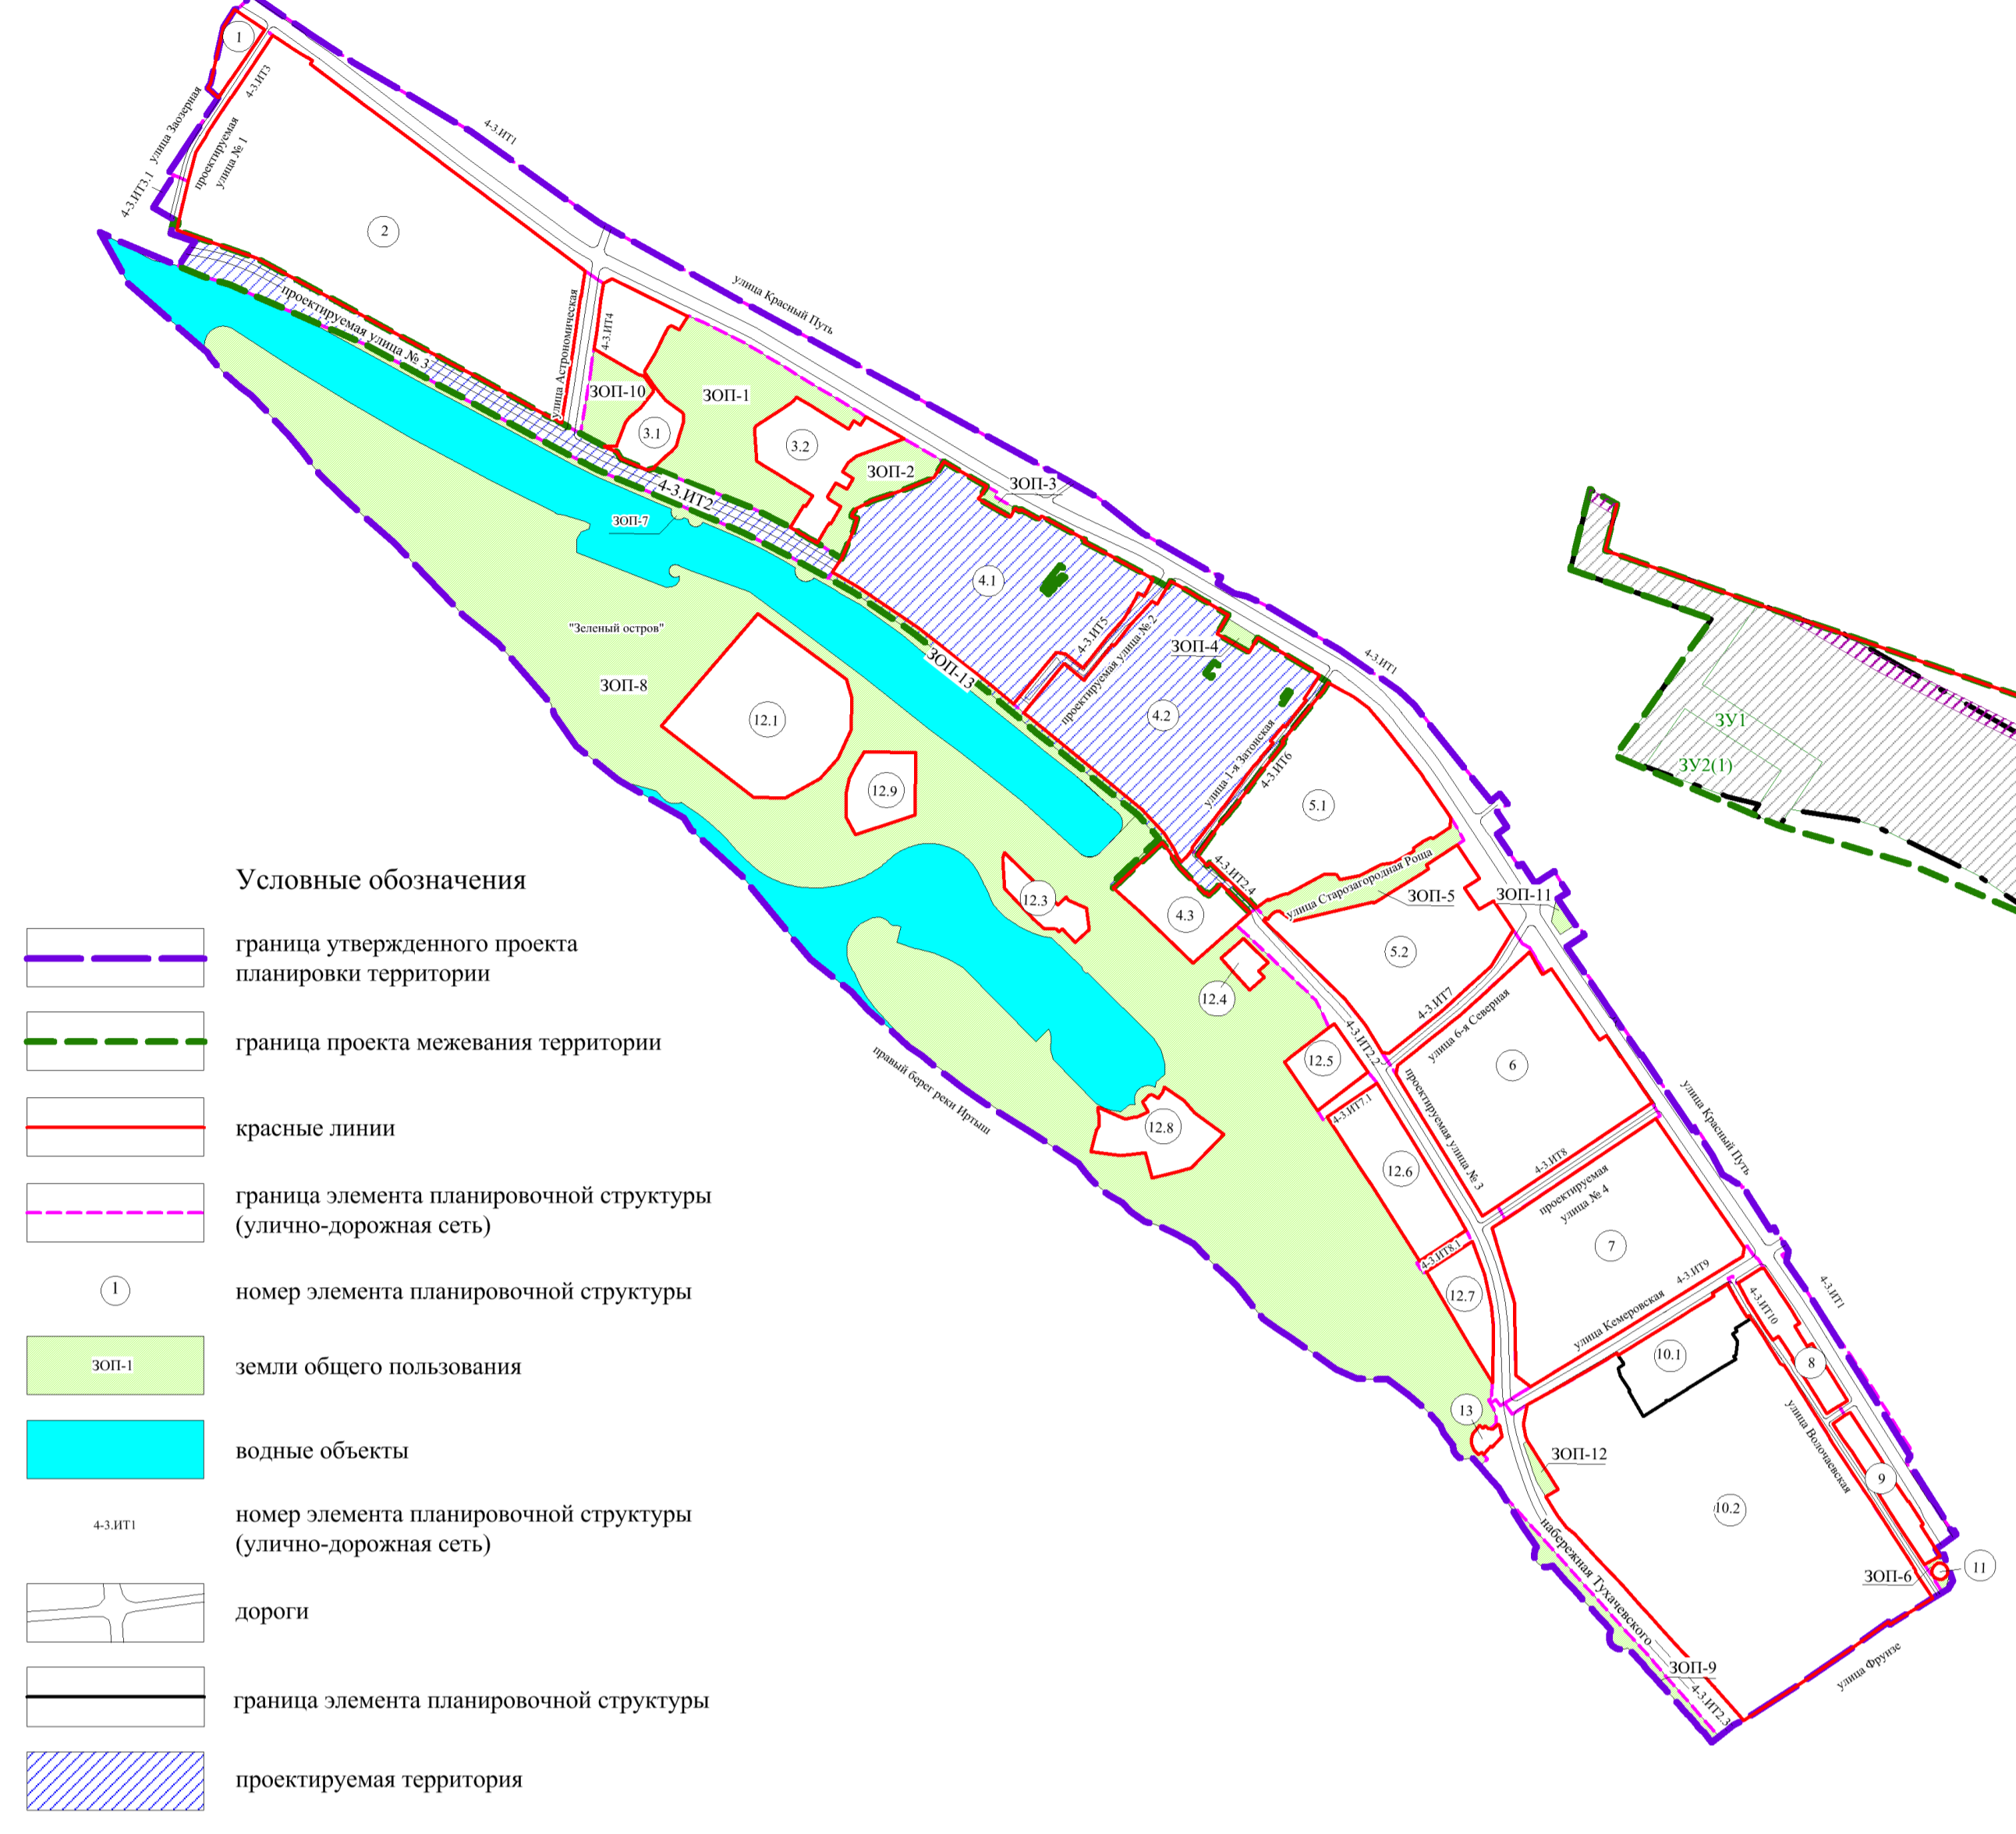 1
4-3.ИТ3
улица Заозерная
проектируемая
улица № 1
4-3.ИТ3.1
4-3.ИТ1
2
улица Красный Путь
проектируемая улица № 3
улица Астрономическая
4-3.ИТ4
ЗОП-10
ЗОП-1
3.1
3.2
ЗОП-2
ЗОП-3
4-3.ИТ2
ЗОП-7
4.1
"Зеленый остров"
ЗОП-8
ЗОП-13
4-3.ИТ5
проектируемая улица № 2
ЗОП-4
4-3.ИТ1
4.2
улица 1-я Затонская
4-3.ИТ6
12.1
12.9
5.1
ЗУ1
ЗУ2(1)
4-3.ИТ2.4
улица Старозагородная Роща
ЗОП-5
ЗОП-11
12.3
4.3
5.2
12.4
4-3.ИТ7
улица 6-я Северная
4-3.ИТ2.2
12.5
6
правый берег реки Иртыш
4-3.ИТ7.1
проектируемая улица № 3
12.8
12.6
4-3.ИТ8
проектируемая
улица № 4
улица Красный Путь
7
4-3.ИТ8.1
12.7
4-3.ИТ9
улица Кемеровская
4-3.ИТ10
4-3.ИТ1
10.1
8
13
улица Волочаевская
ЗОП-12
9
10.2
набережная Тухачевского
ЗОП-6
11
улица Фрунзе
ЗОП-9
4-3.ИТ2.3
Условные обозначения
граница утвержденного проекта
планировки территории
граница проекта межевания территории
красные линии
граница элемента планировочной структуры
(улично-дорожная сеть)
1
номер элемента планировочной структуры
ЗОП-1
земли общего пользования
водные объекты
4-3.ИТ1
номер элемента планировочной структуры
(улично-дорожная сеть)
дороги
граница элемента планировочной структуры
проектируемая территория